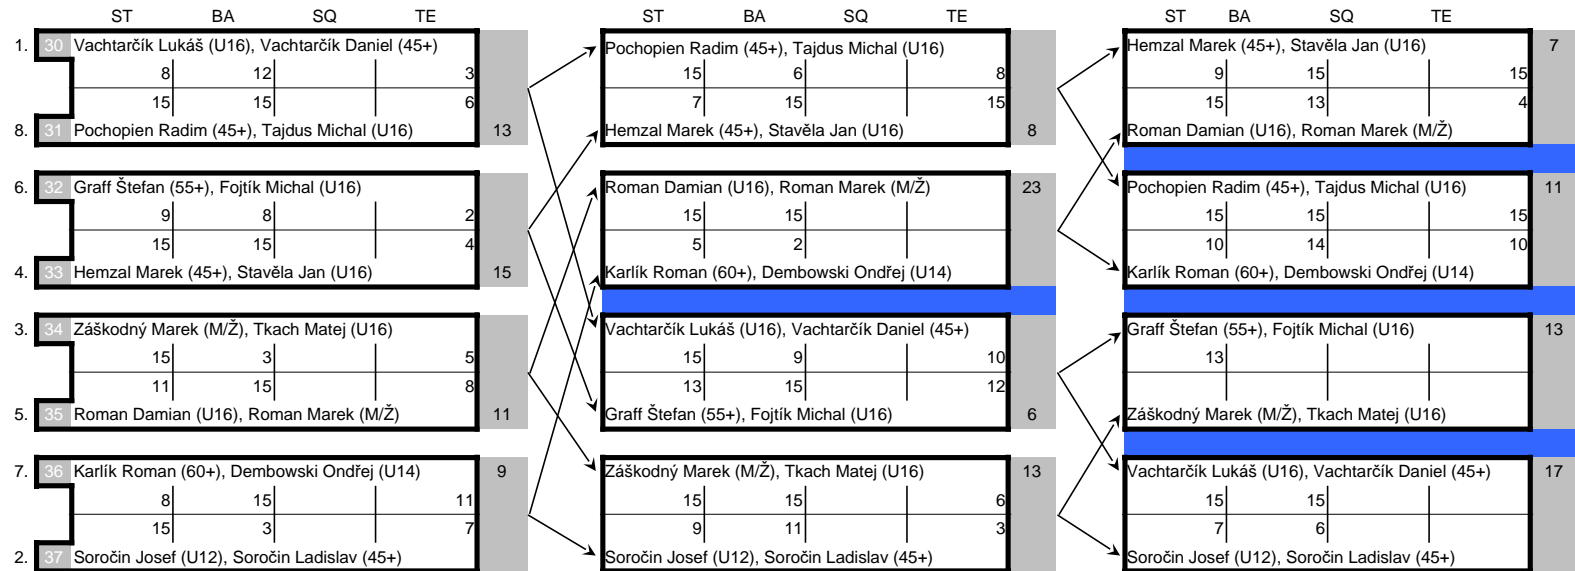 ST BA SQ TE ST BA SQ TE ST BA SQ TE
1. 30 Vachtarčík Lukáš (U16), Vachtarčík Daniel (45+) Pochopien Radim (45+), Tajdus Michal (U16) Hemzal Marek (45+), Stavěla Jan (U16) 7
8 12 3 15 6 8 9 15 15
15 15 6 7 15 15 15 13 4
8. 31 Pochopien Radim (45+), Tajdus Michal (U16) 13 Hemzal Marek (45+), Stavěla Jan (U16) 8 Roman Damian (U16), Roman Marek (M/Ž)
6. 32 Graff Štefan (55+), Fojtík Michal (U16) Roman Damian (U16), Roman Marek (M/Ž) 23 Pochopien Radim (45+), Tajdus Michal (U16) 11
9 8 2 15 15 15 15 15
15 15 4 5 2 10 14 10
4. 33 Hemzal Marek (45+), Stavěla Jan (U16) 15 Karlík Roman (60+), Dembowski Ondřej (U14) Karlík Roman (60+), Dembowski Ondřej (U14)
3. 34 Záškodný Marek (M/Ž), Tkach Matej (U16) Vachtarčík Lukáš (U16), Vachtarčík Daniel (45+) Graff Štefan (55+), Fojtík Michal (U16) 13
15 3 5 15 9 10 13
11 15 8 13 15 12
5. 35 Roman Damian (U16), Roman Marek (M/Ž) 11 Graff Štefan (55+), Fojtík Michal (U16) 6 Záškodný Marek (M/Ž), Tkach Matej (U16)
7. 36 Karlík Roman (60+), Dembowski Ondřej (U14) 9 Záškodný Marek (M/Ž), Tkach Matej (U16) 13 Vachtarčík Lukáš (U16), Vachtarčík Daniel (45+) 17
8 15 11 15 15 6 15 15
15 3 7 9 11 3 7 6
2. 37 Soročin Josef (U12), Soročin Ladislav (45+) Soročin Josef (U12), Soročin Ladislav (45+) Soročin Josef (U12), Soročin Ladislav (45+)